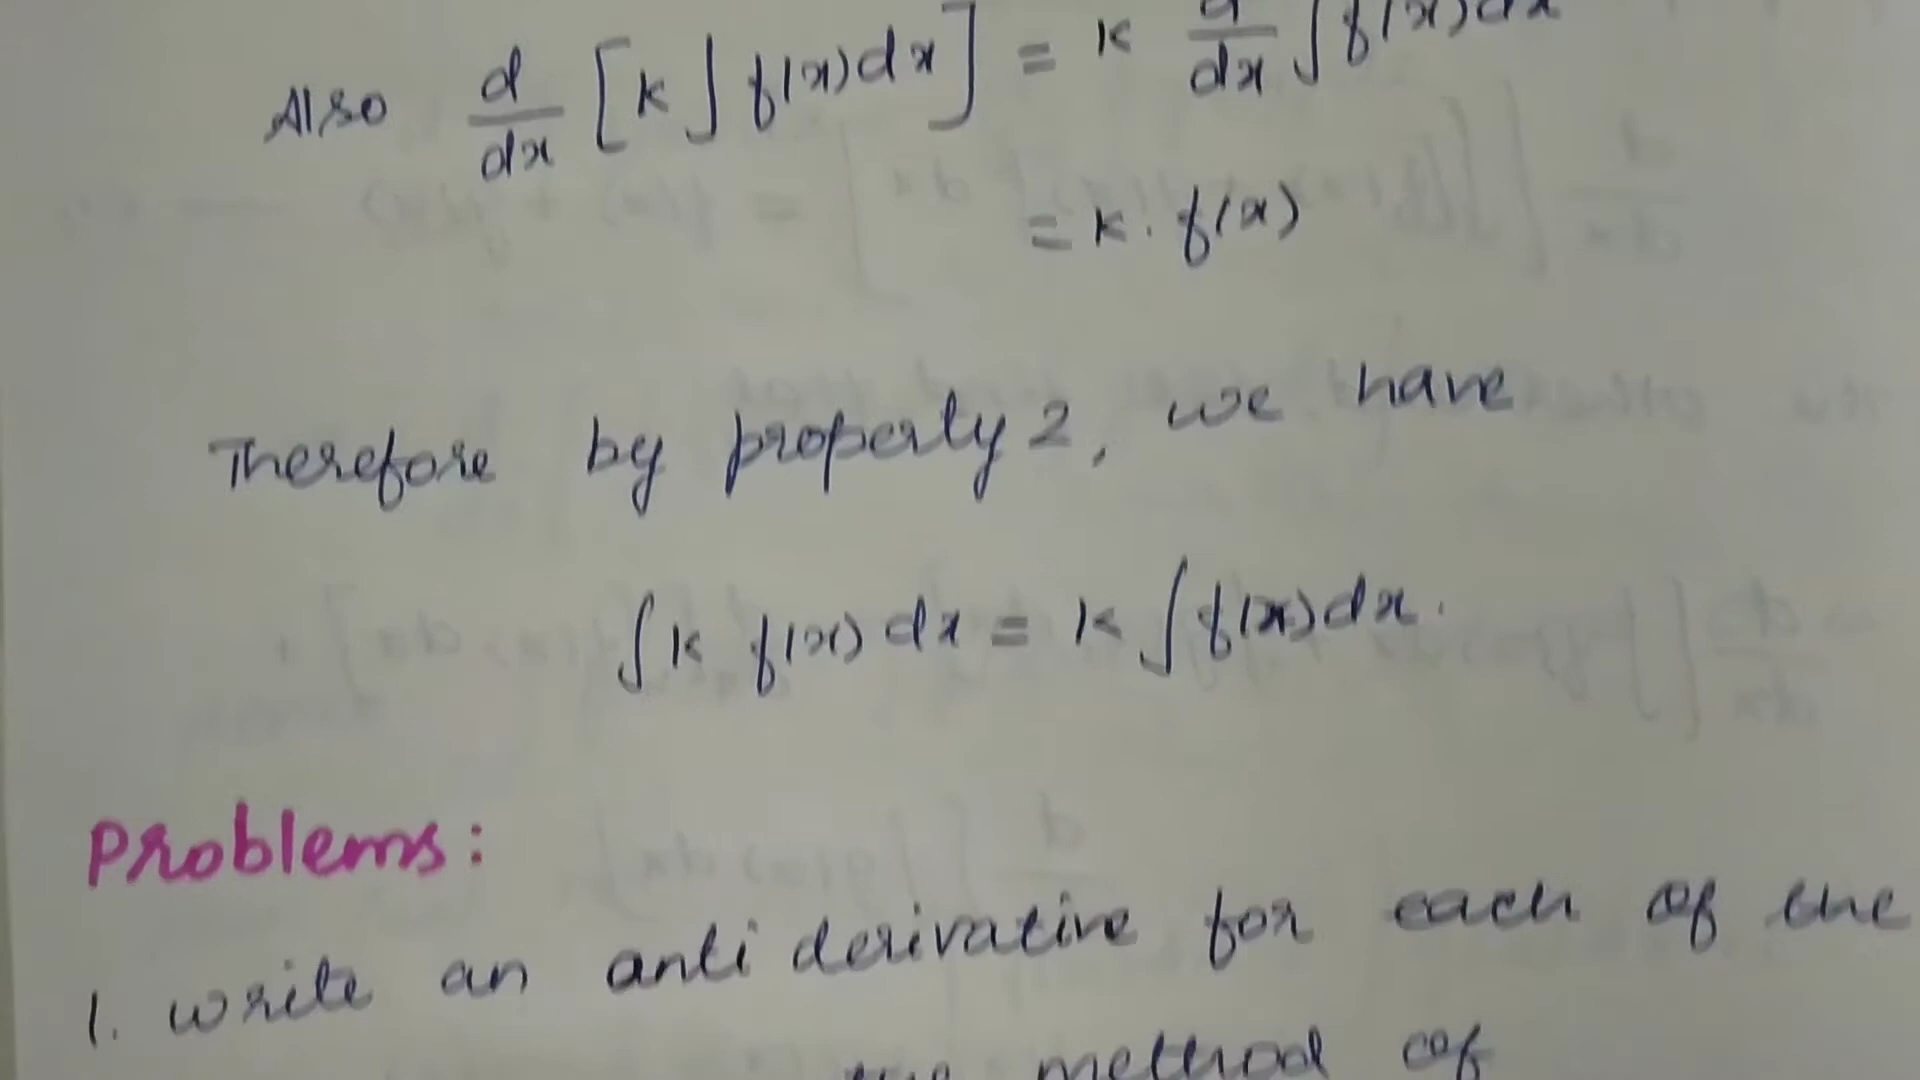 Also d/dx [k∫f(x)dx] = k d/dx ∫f(x)dx
= k. f(x)
Therefore by property 2, we have
∫k f(x) dx = k ∫f(x)dx.
Problems:
1. write an anti derivative for each of the
method of